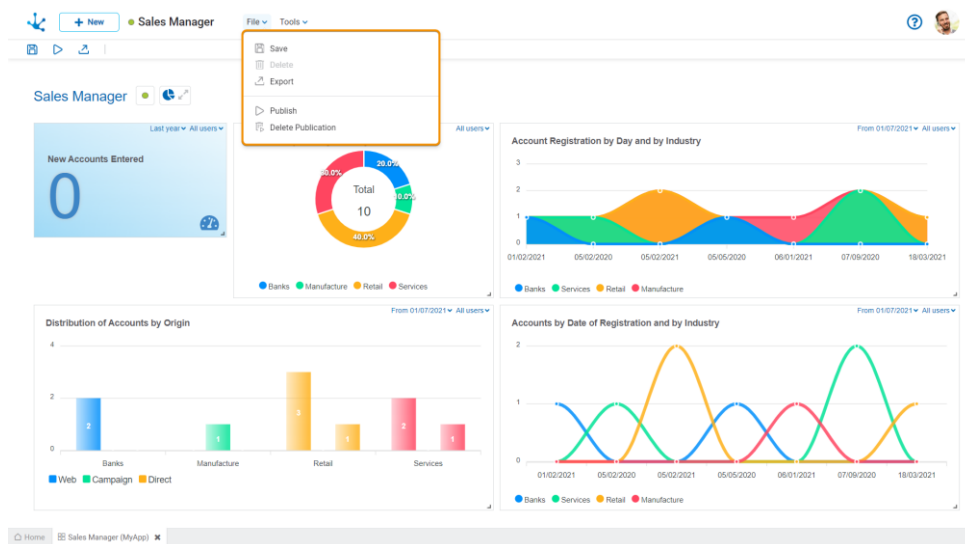 + New
Sales Manager
File
Tools
?
Save
Delete
Export
Publish
Delete Publication
Sales Manager
Last year All users
New Accounts Entered
0
All users
20.0%
10.0%
40.0%
Total
10
Banks Manufacture Retail Services
From 01/07/2021 All users
Account Registration by Day and by Industry
3
2
1
0
01/02/2021 05/02/2020 05/02/2021 05/05/2020 06/01/2021 07/09/2020 18/03/2021
Banks Services Retail Manufacture
From 01/07/2021 All users
Distribution of Accounts by Origin
4
2
0
2
1
3
1
2
1
Banks Manufacture Retail Services
Web Campaign Direct
From 01/07/2021 All users
Accounts by Date of Registration and by Industry
2
1
0
01/02/2021 05/02/2020 05/02/2021 05/05/2020 06/01/2021 07/09/2020 18/03/2021
Banks Services Retail Manufacture
Home Sales Manager (MyApp) ✖